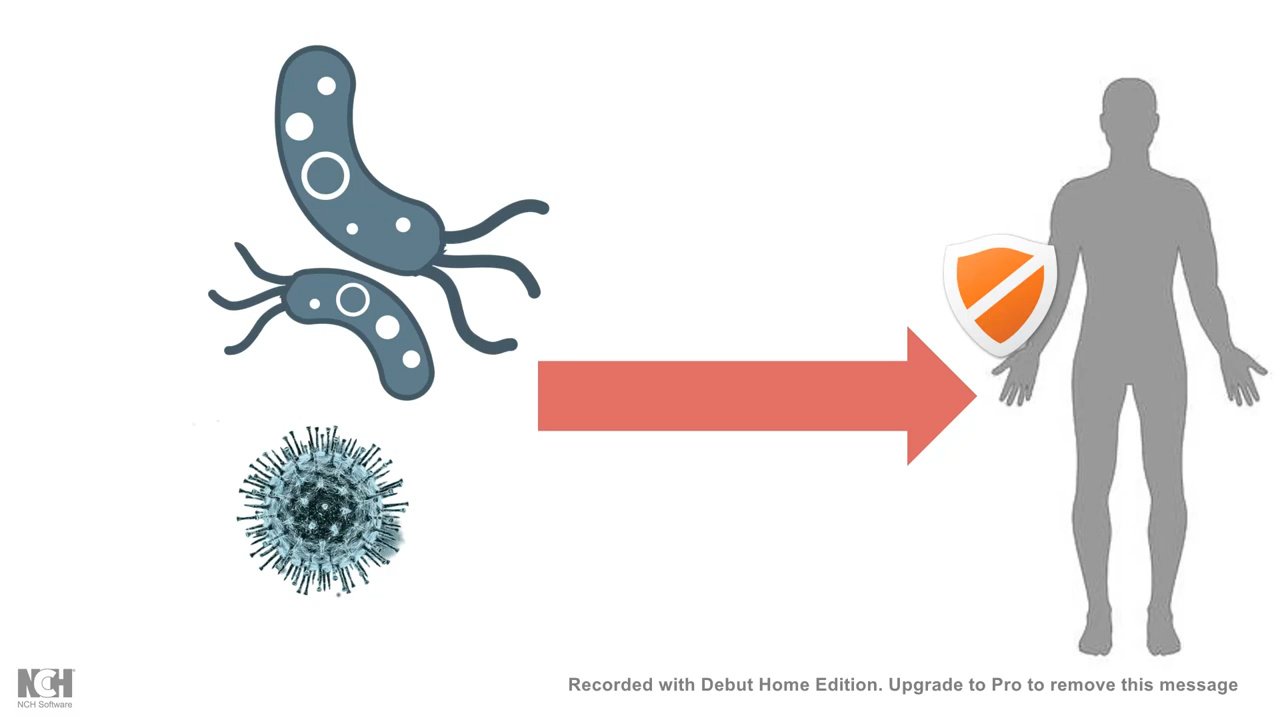 NCH
NCH Software
Recorded with Debut Home Edition. Upgrade to Pro to remove this message